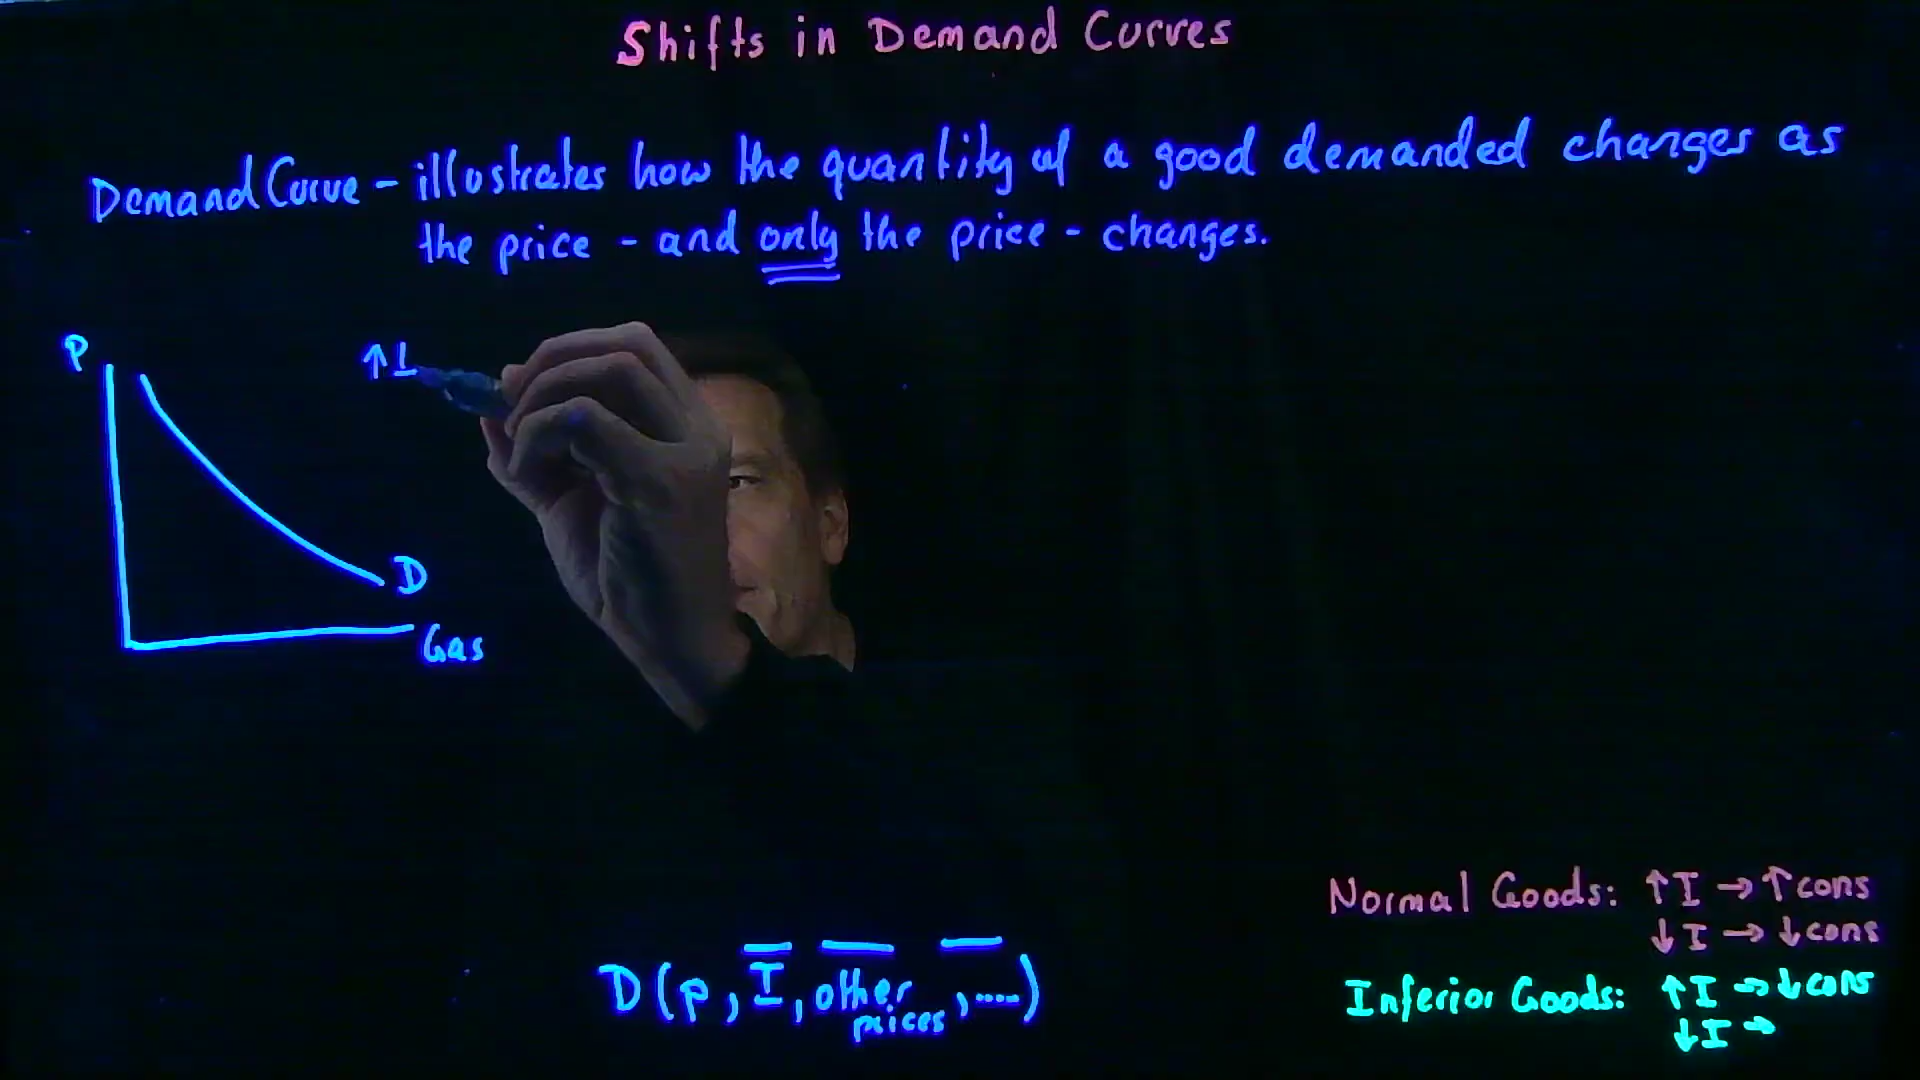 Shifts in Demand Curves
Demand Curve - illustrates how the quantity of a good demanded changes as
the price - and only the price - changes.
P
↑I
D
Gas
Normal Goods: ↑I → ↑cons
↓I → ↓cons
D(p, I, other prices, ....)
Inferior Goods: ↑I → ↓cons
↓I →